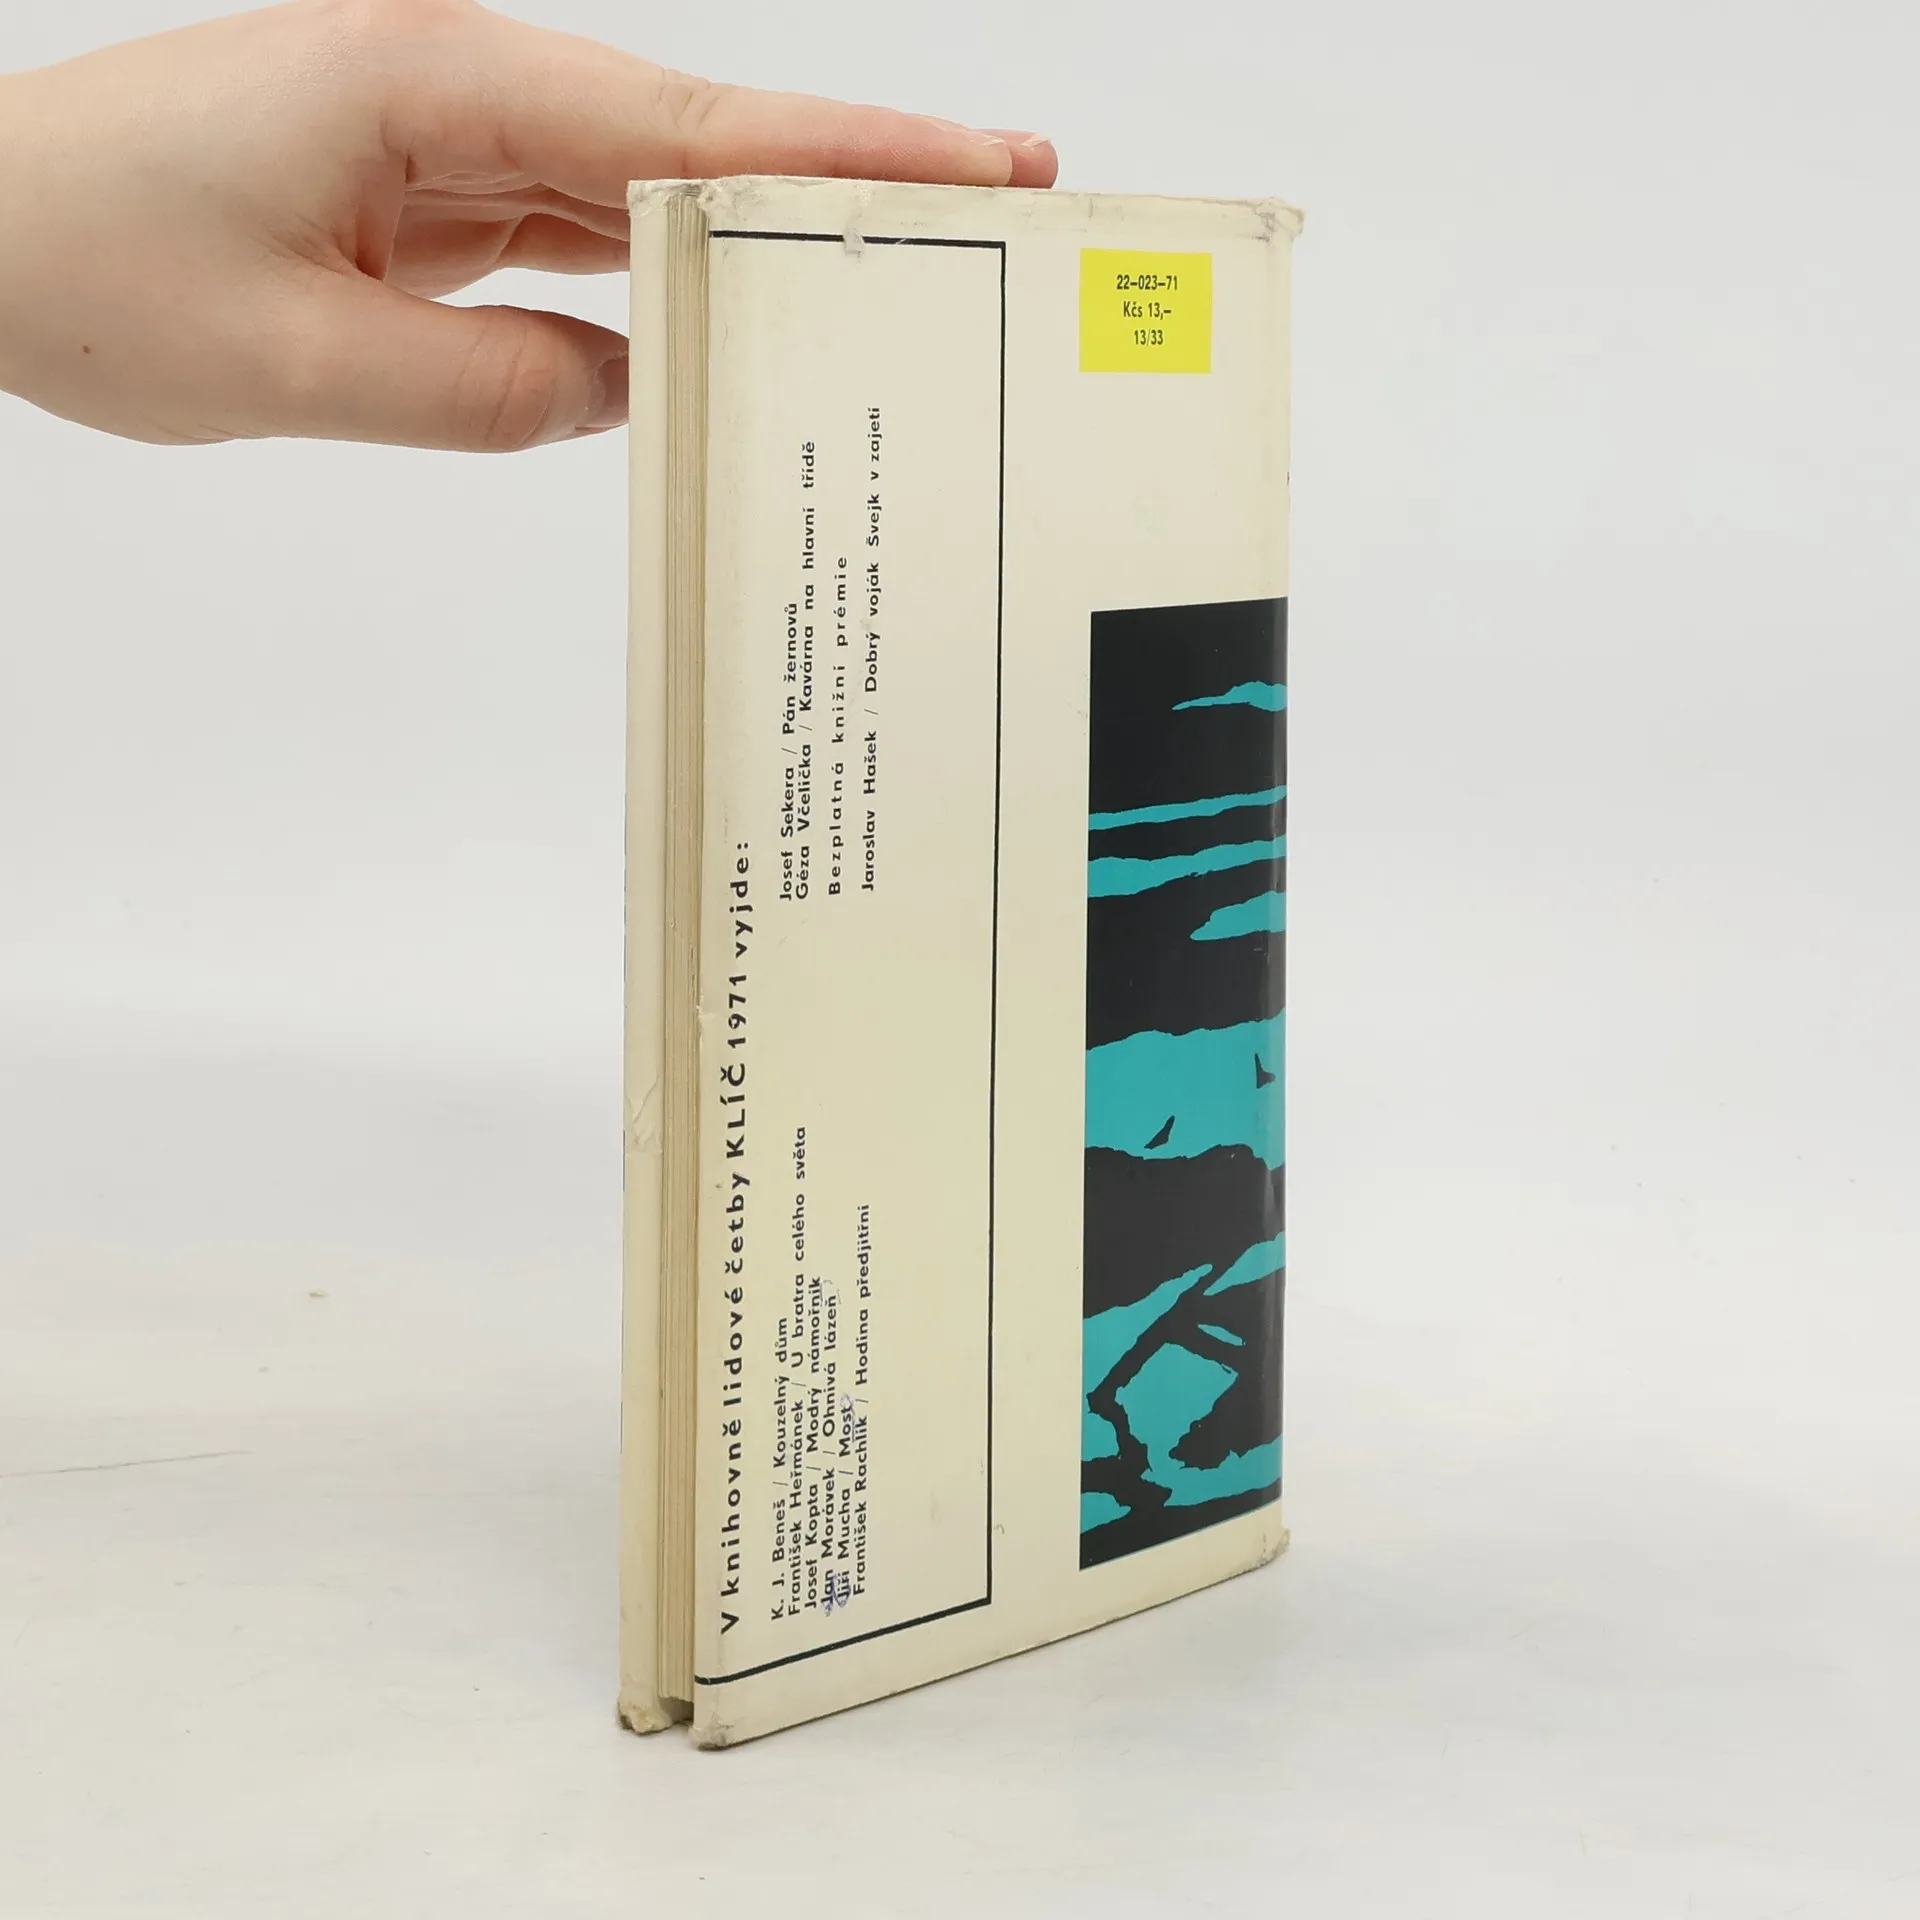 22–023–71
Kčs 13,–
13/33
V knihovně lidové četby KLÍČ 1971 vyjde:
K. J. Beneš / Kouzelný dům
František Heřmánek / U bratra celého světa
Josef Kopta / Modrý námořník
Jan Morávek / Ohnivá lázeň
Jiří Mucha / Most
František Rachlík / Hodina předjitřní
Josef Sekera / Pán žernovů
Géza Včelička / Kavárna na hlavní třídě
Bezplatná knižní prémie
Jaroslav Hašek / Dobrý voják Švejk v zajetí